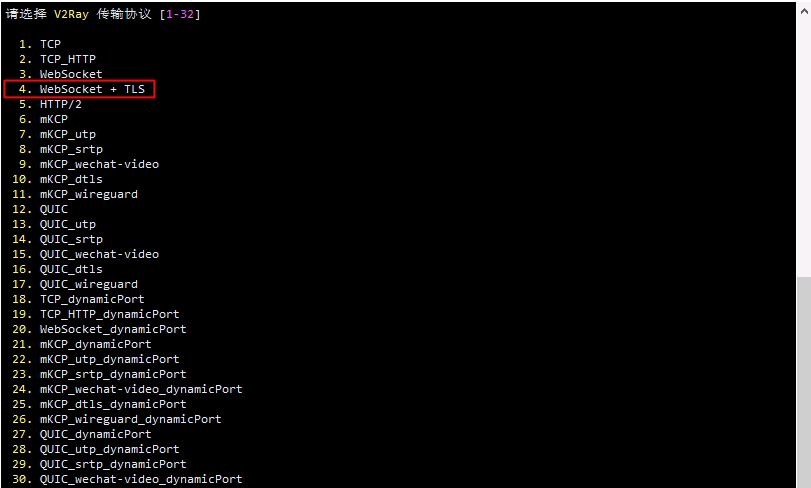 请选择 V2Ray 传输协议 [1-32]
1. TCP
2. TCP_HTTP
3. WebSocket
4. WebSocket + TLS
5. HTTP/2
6. mKCP
7. mKCP_utp
8. mKCP_srtp
9. mKCP_wechat-video
10. mKCP_dtls
11. mKCP_wireguard
12. QUIC
13. QUIC_utp
14. QUIC_srtp
15. QUIC_wechat-video
16. QUIC_dtls
17. QUIC_wireguard
18. TCP_dynamicPort
19. TCP_HTTP_dynamicPort
20. WebSocket_dynamicPort
21. mKCP_dynamicPort
22. mKCP_utp_dynamicPort
23. mKCP_srtp_dynamicPort
24. mKCP_wechat-video_dynamicPort
25. mKCP_dtls_dynamicPort
26. mKCP_wireguard_dynamicPort
27. QUIC_dynamicPort
28. QUIC_utp_dynamicPort
29. QUIC_srtp_dynamicPort
30. QUIC_wechat-video_dynamicPort